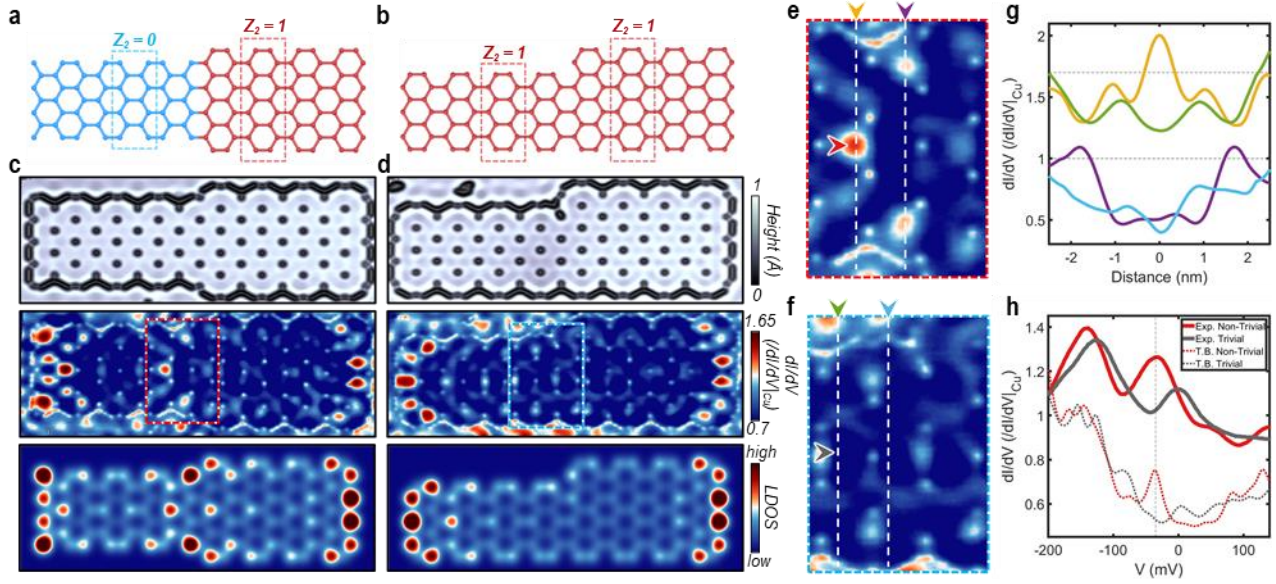 a
Z2 = 0
Z2 = 1
b
Z2 = 1
Z2 = 1
c
d
1
Height (Å)
0
1.65
dI/dV
(/dI/dV|Cu)
0.7
high
LDOS
low
e
f
g
2
1.5
1
0.5
dI/dV (/dI/dV|Cu)
-2
-1
0
1
2
Distance (nm)
h
Exp. Non-Trivial
Exp. Trivial
T.B. Non-Trivial
T.B. Trivial
1.4
1.2
1
0.8
0.6
dI/dV (/dI/dV|Cu)
-200
-100
0
100
V (mV)